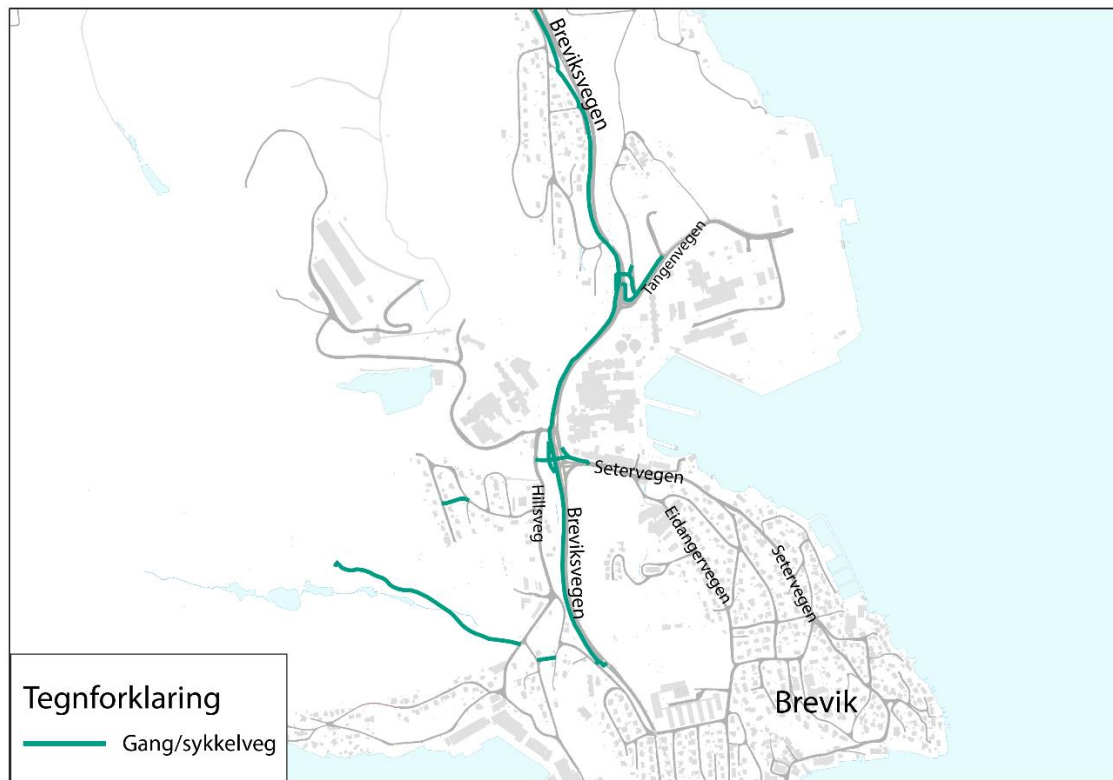 Breviksvegen
Tangenvegen
Setervegen
Hillsveg
Breviksvegen
Eidangervegen
Setervegen
Brevik
Tegnforklaring
Gang/sykkelveg